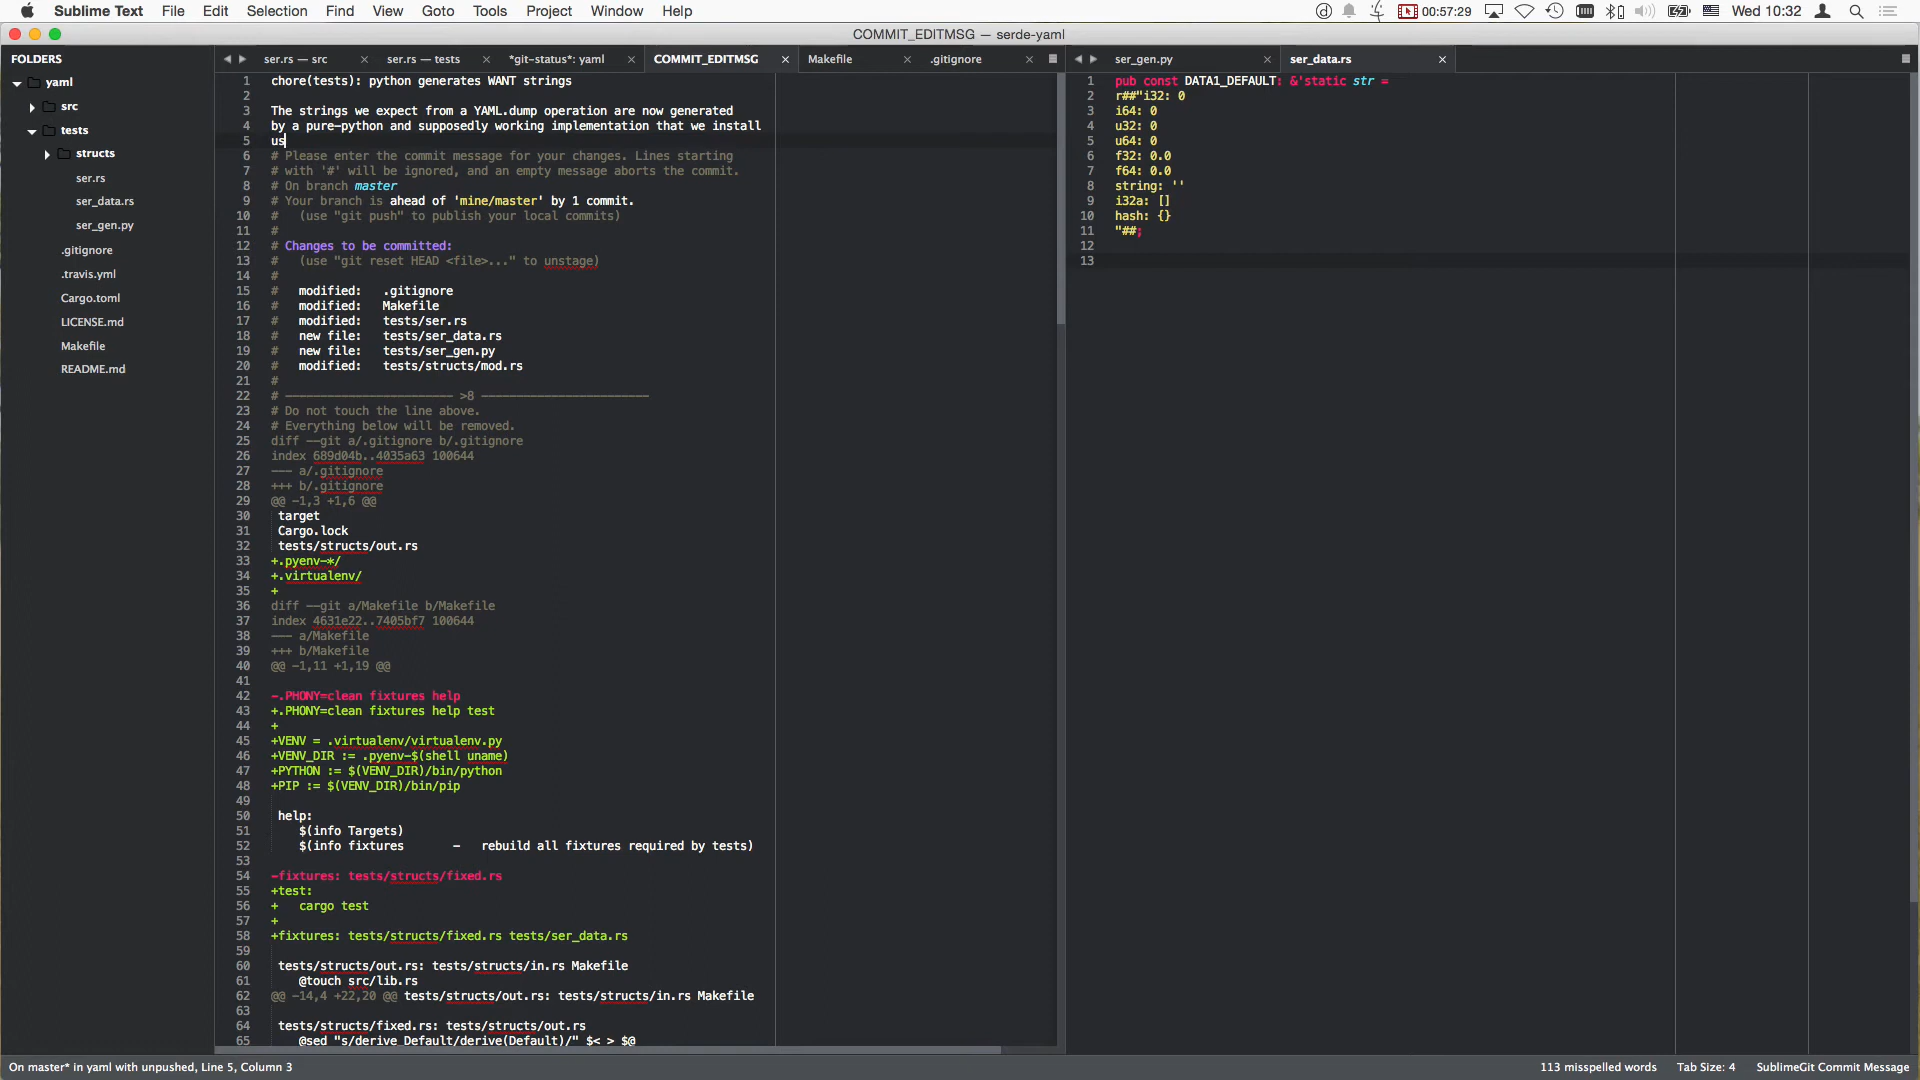 Sublime Text File Edit Selection Find View Goto Tools Project Window Help 00:57:29 Wed 10:32
COMMIT_EDITMSG — serde-yaml
FOLDERS
yaml
src
tests
structs
ser.rs
ser_data.rs
ser_gen.py
.gitignore
.travis.yml
Cargo.toml
LICENSE.md
Makefile
README.md
ser.rs — src ser.rs — tests *git-status*: yaml COMMIT_EDITMSG Makefile .gitignore
1 chore(tests): python generates WANT strings
2
3 The strings we expect from a YAML.dump operation are now generated
4 by a pure-python and supposedly working implementation that we install
5 us
6 # Please enter the commit message for your changes. Lines starting
7 # with '#' will be ignored, and an empty message aborts the commit.
8 # On branch master
9 # Your branch is ahead of 'mine/master' by 1 commit.
10 #   (use "git push" to publish your local commits)
11 #
12 # Changes to be committed:
13 #   (use "git reset HEAD <file>..." to unstage)
14 #
15 #   modified:   .gitignore
16 #   modified:   Makefile
17 #   modified:   tests/ser.rs
18 #   new file:   tests/ser_data.rs
19 #   new file:   tests/ser_gen.py
20 #   modified:   tests/structs/mod.rs
21 #
22 # ------------------------ >8 ------------------------
23 # Do not touch the line above.
24 # Everything below will be removed.
25 diff --git a/.gitignore b/.gitignore
26 index 689d04b..4035a63 100644
27 --- a/.gitignore
28 +++ b/.gitignore
29 @@ -1,3 +1,6 @@
30  target
31  Cargo.lock
32  tests/structs/out.rs
33 +.pyenv-*/
34 +.virtualenv/
35 +
36 diff --git a/Makefile b/Makefile
37 index 4631e22..7405bf7 100644
38 --- a/Makefile
39 +++ b/Makefile
40 @@ -1,11 +1,19 @@
41
42 -.PHONY=clean fixtures help
43 +.PHONY=clean fixtures help test
44 +
45 +VENV = .virtualenv/virtualenv.py
46 +VENV_DIR := .pyenv-$(shell uname)
47 +PYTHON := $(VENV_DIR)/bin/python
48 +PIP := $(VENV_DIR)/bin/pip
49
50  help:
51     $(info Targets)
52     $(info fixtures       -   rebuild all fixtures required by tests)
53
54 -fixtures: tests/structs/fixed.rs
55 +test:
56 +   cargo test
57 +
58 +fixtures: tests/structs/fixed.rs tests/ser_data.rs
59
60  tests/structs/out.rs: tests/structs/in.rs Makefile
61     @touch src/lib.rs
62 @@ -14,4 +22,20 @@ tests/structs/out.rs: tests/structs/in.rs Makefile
63
64  tests/structs/fixed.rs: tests/structs/out.rs
65     @sed "s/derive_Default/derive(Default)/" $< > $@
ser_gen.py ser_data.rs
1 pub const DATA1_DEFAULT: &'static str =
2 r##"i32: 0
3 i64: 0
4 u32: 0
5 u64: 0
6 f32: 0.0
7 f64: 0.0
8 string: ''
9 i32a: []
10 hash: {}
11 "##;
12
13
On master* in yaml with unpushed, Line 5, Column 3 113 misspelled words Tab Size: 4 SublimeGit Commit Message